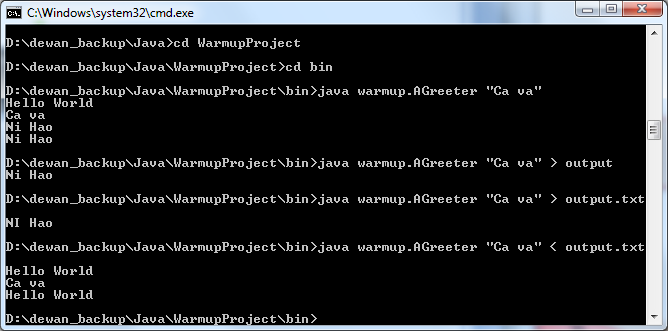 C:\Windows\system32\cmd.exe
D:\dewan_backup\Java>cd WarmupProject
D:\dewan_backup\Java\WarmupProject>cd bin
D:\dewan_backup\Java\WarmupProject\bin>java warmup.AGreeter "Ca va"
Hello World
Ca va
Ni Hao
Ni Hao
D:\dewan_backup\Java\WarmupProject\bin>java warmup.AGreeter "Ca va" > output
Ni Hao
D:\dewan_backup\Java\WarmupProject\bin>java warmup.AGreeter "Ca va" > output.txt
NI Hao
D:\dewan_backup\Java\WarmupProject\bin>java warmup.AGreeter "Ca va" < output.txt
Hello World
Ca va
Hello World
D:\dewan_backup\Java\WarmupProject\bin>